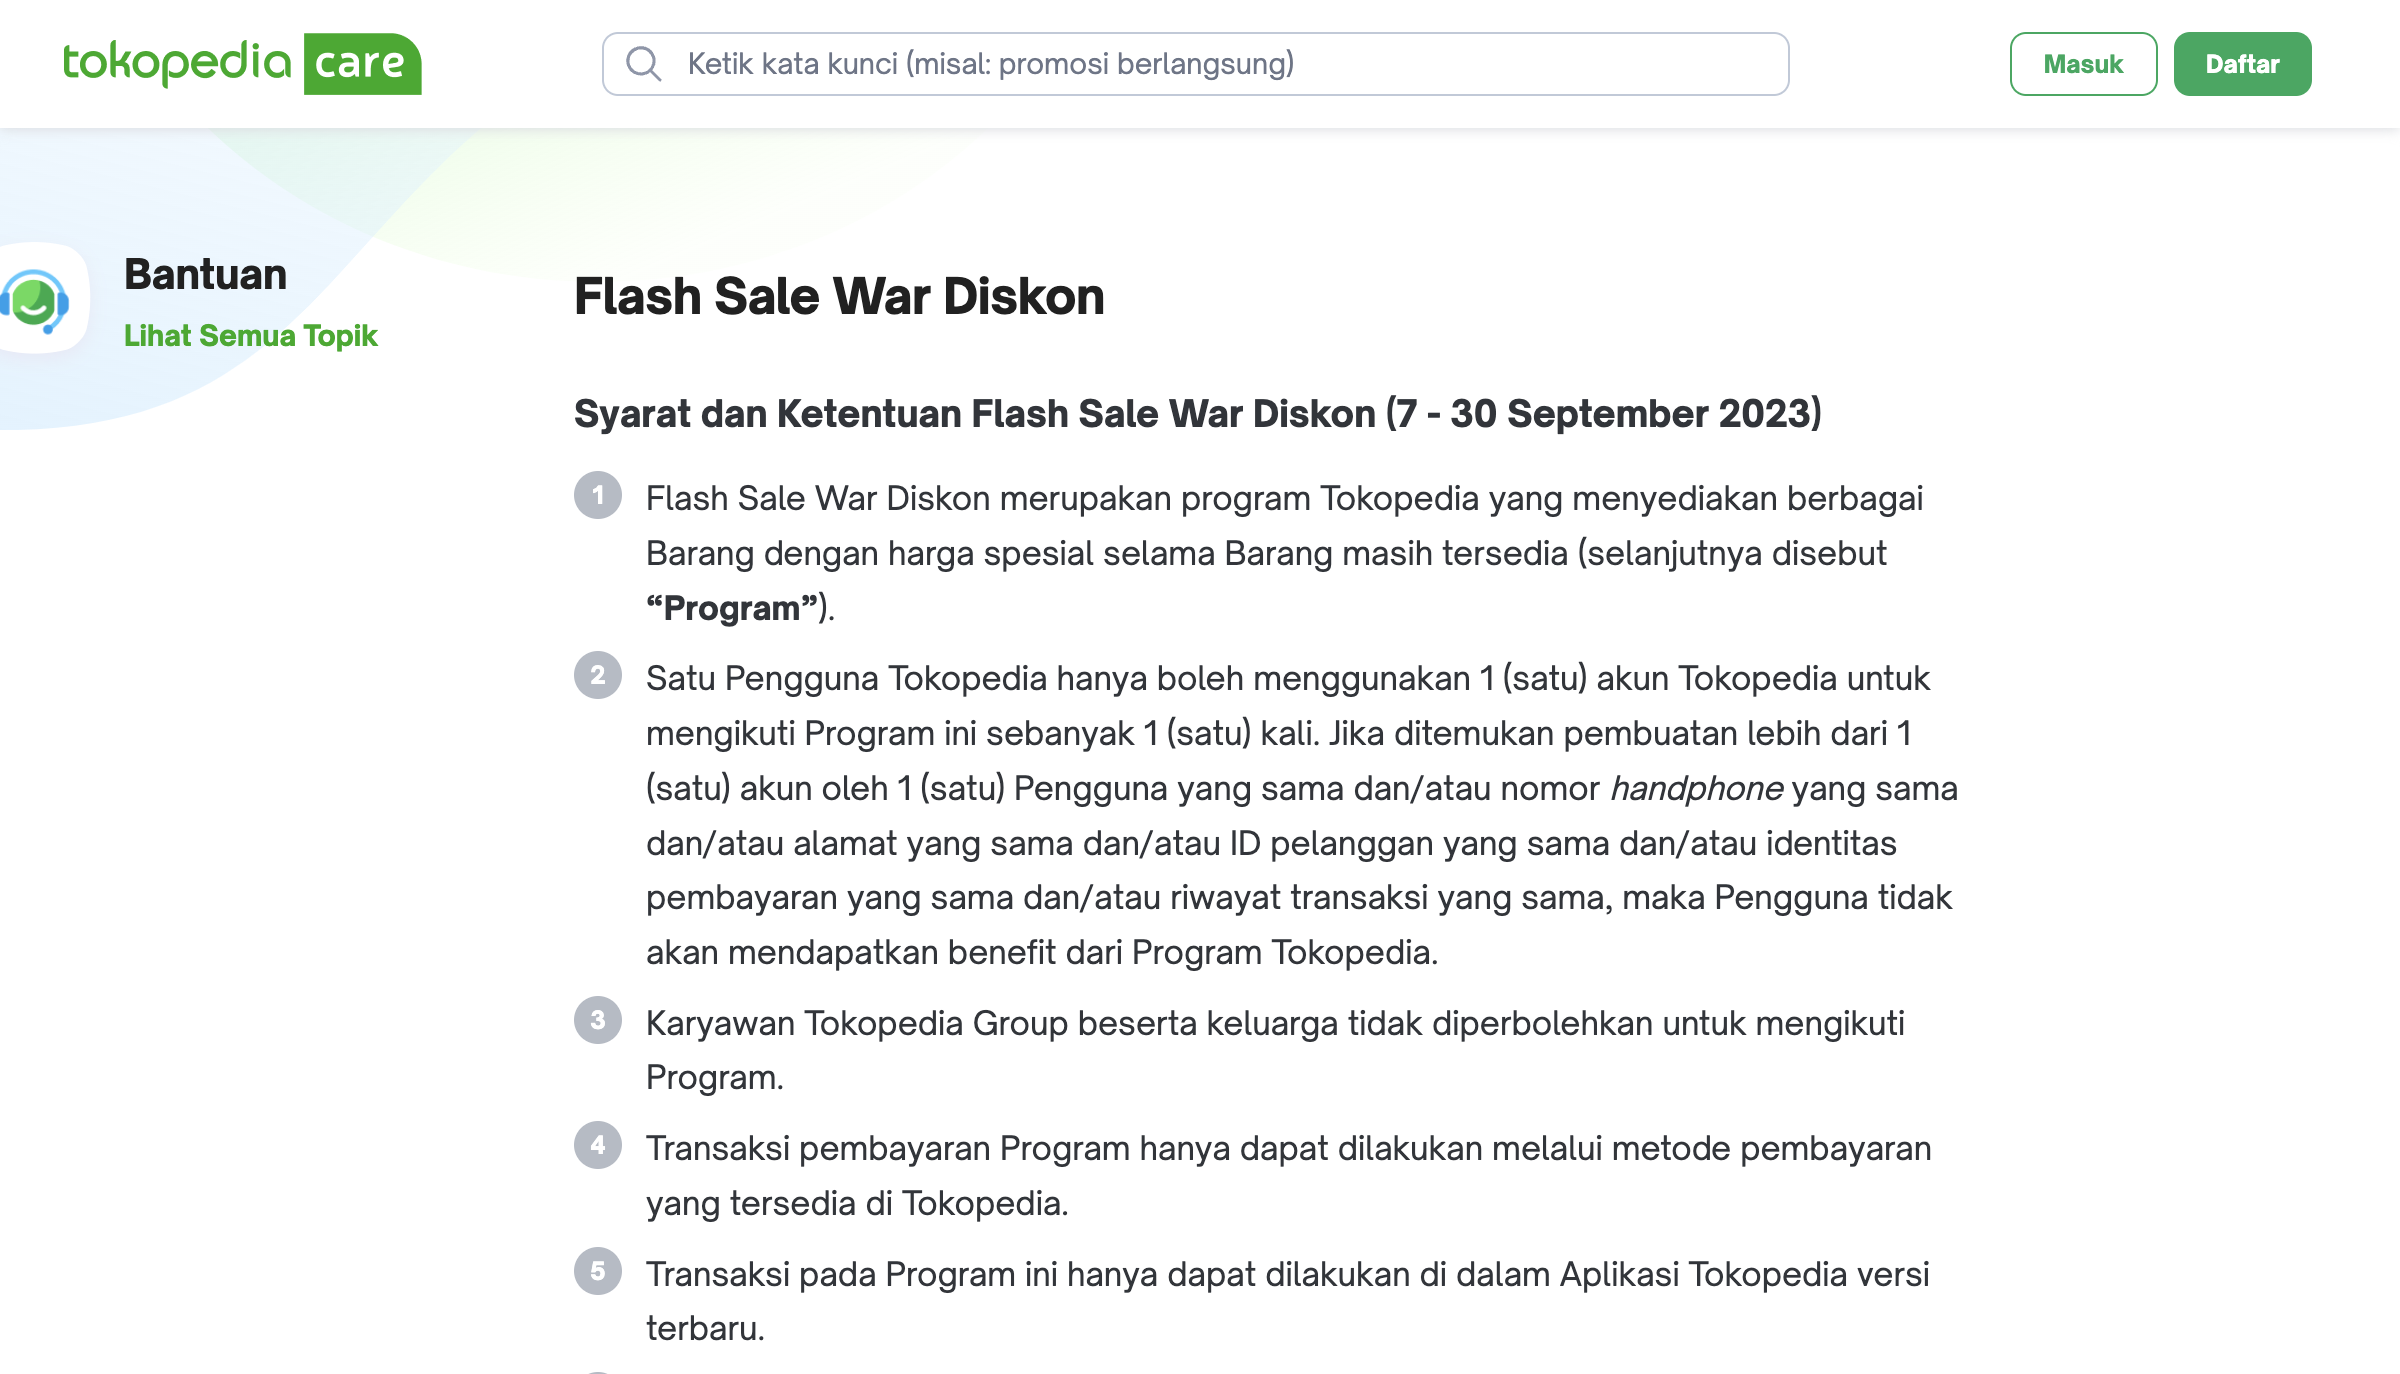 tokopedia care
Ketik kata kunci (misal: promosi berlangsung)
Masuk
Daftar
Bantuan
Lihat Semua Topik
Flash Sale War Diskon
Syarat dan Ketentuan Flash Sale War Diskon (7 - 30 September 2023)
1 Flash Sale War Diskon merupakan program Tokopedia yang menyediakan berbagai
Barang dengan harga spesial selama Barang masih tersedia (selanjutnya disebut
“Program”).
2 Satu Pengguna Tokopedia hanya boleh menggunakan 1 (satu) akun Tokopedia untuk
mengikuti Program ini sebanyak 1 (satu) kali. Jika ditemukan pembuatan lebih dari 1
(satu) akun oleh 1 (satu) Pengguna yang sama dan/atau nomor handphone yang sama
dan/atau alamat yang sama dan/atau ID pelanggan yang sama dan/atau identitas
pembayaran yang sama dan/atau riwayat transaksi yang sama, maka Pengguna tidak
akan mendapatkan benefit dari Program Tokopedia.
3 Karyawan Tokopedia Group beserta keluarga tidak diperbolehkan untuk mengikuti
Program.
4 Transaksi pembayaran Program hanya dapat dilakukan melalui metode pembayaran
yang tersedia di Tokopedia.
5 Transaksi pada Program ini hanya dapat dilakukan di dalam Aplikasi Tokopedia versi
terbaru.